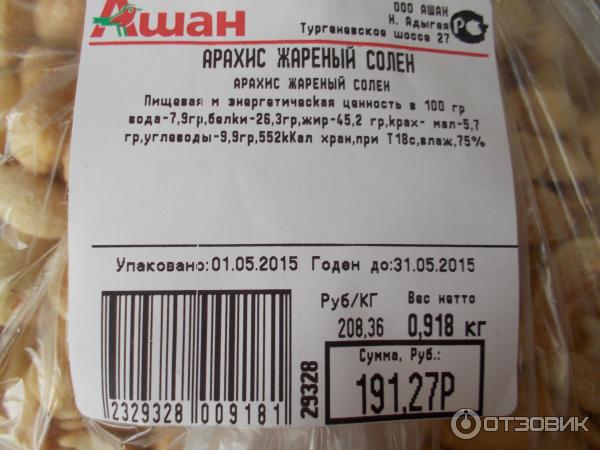 Ашан
ООО АШАН
Н. Адыгея
Тургеневское шоссе 27
РС
АРАХИС ЖАРЕНЫЙ СОЛЕН
АРАХИС ЖАРЕНЫЙ СОЛЕН
Пищевая и энергетическая ценность в 100 гр
вода-7,9гр,белки-26,3гр,жир-45,2 гр,крах- мал-5,7
гр,углеводы-9,9гр,552кКал хран,при Т18с,влаж,75%
Упаковано:01.05.2015 Годен до:31.05.2015
Руб/КГ Вес нетто
208,36 0,918 кг
Сумма, Руб.:
191,27Р
2329328 009181
29328
ОТЗОВИК